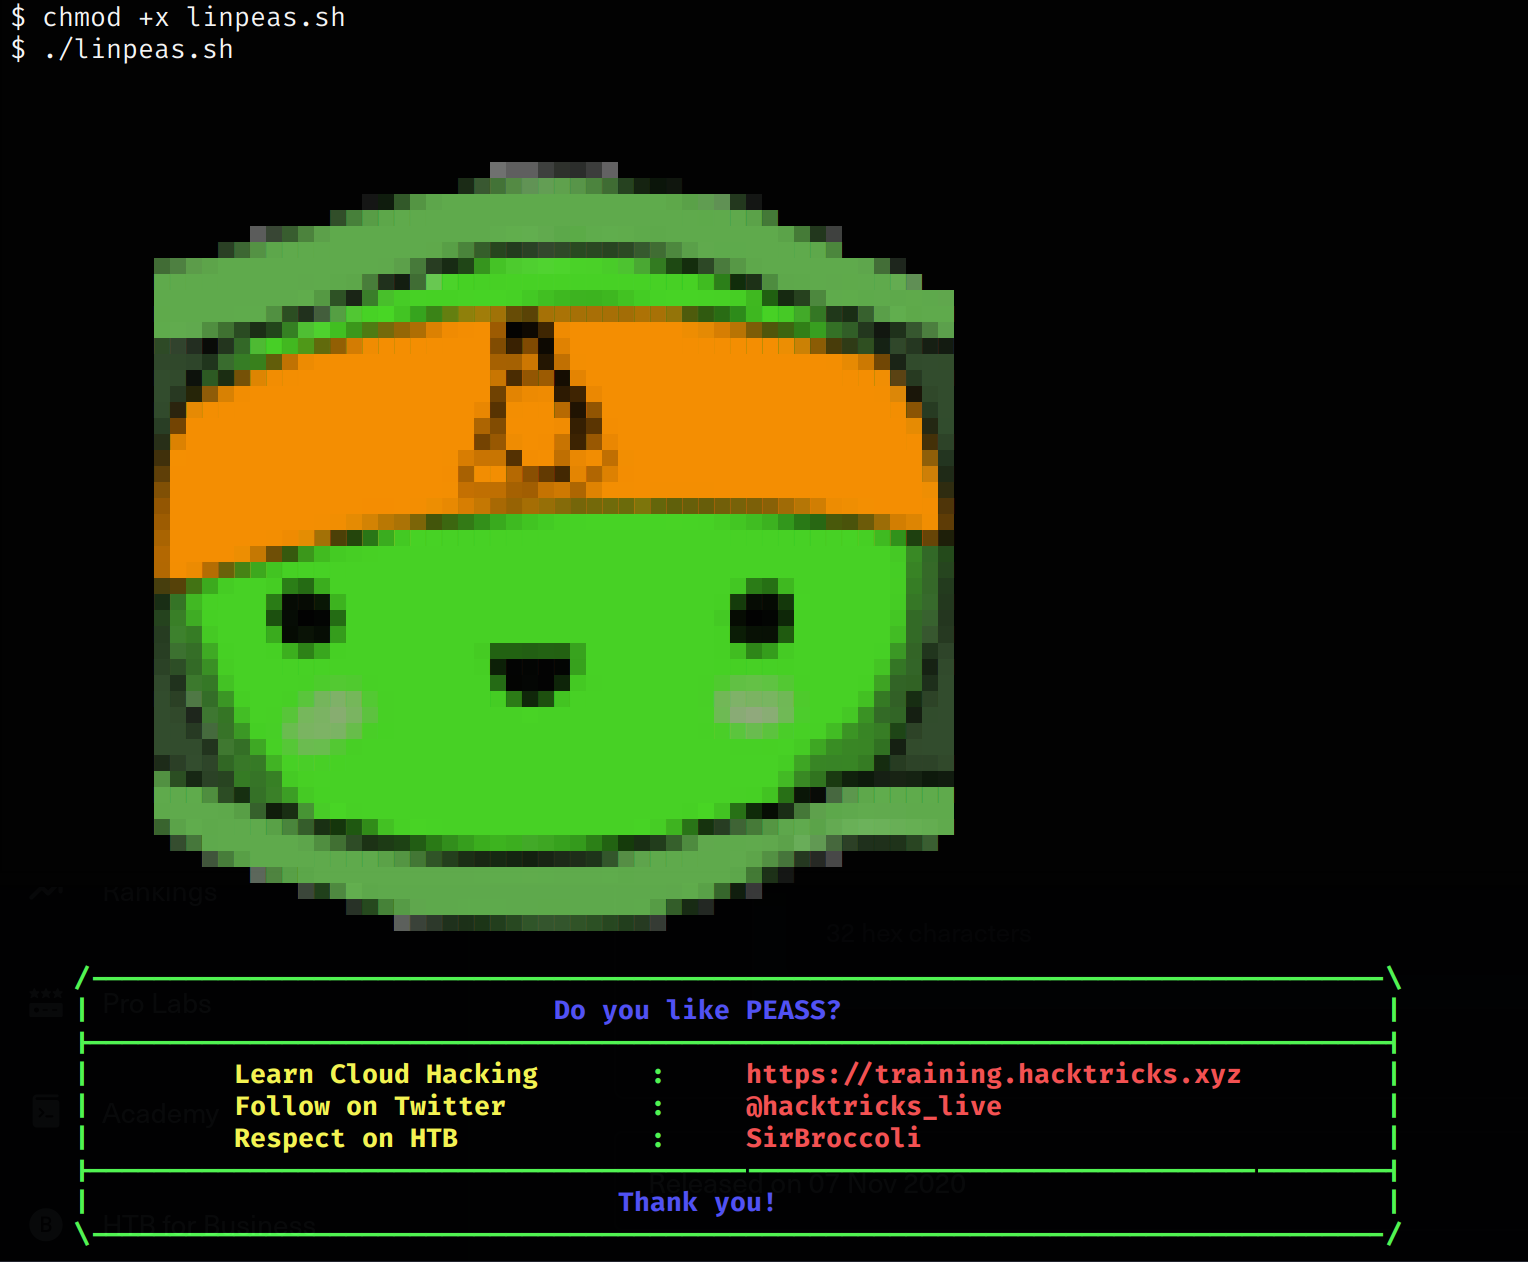 $ chmod +x linpeas.sh
$ ./linpeas.sh
Rankings
32 hex characters
Pro Labs
Do you like PEASS?
Learn Cloud Hacking : https://training.hacktricks.xyz
Academy
Follow on Twitter : @hacktricks_live
Respect on HTB : SirBroccoli
Released on 07 Nov 2020
Thank you!
B
HTB for Business